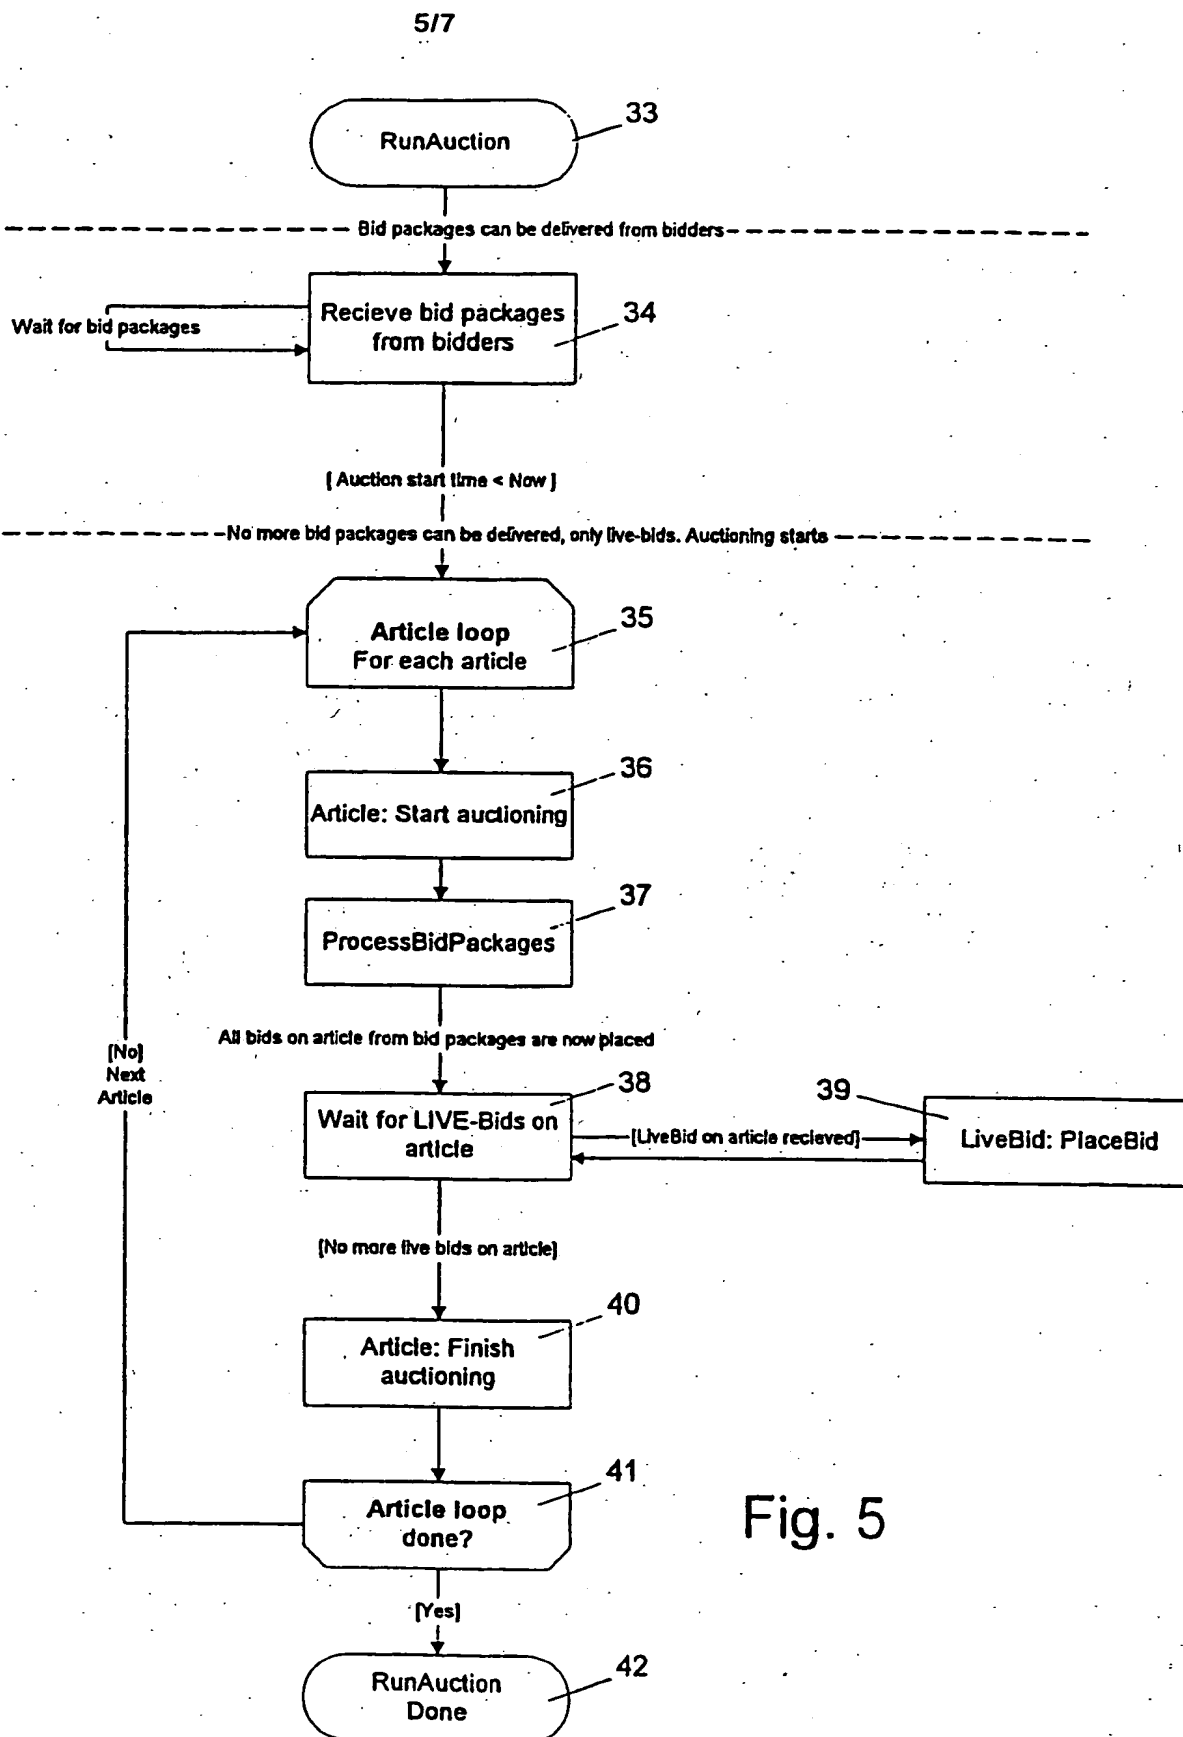 5/7
33
RunAuction
Bid packages can be delivered from bidders
Recieve bid packages
from bidders
34
Wait for bid packages
[ Auction start time < Now ]
No more bid packages can be delivered, only live-bids. Auctioning starts
35
Article loop
For each article
36
Article: Start auctioning
37
ProcessBidPackages
All bids on article from bid packages are now placed
[No]
Next
Article
38
Wait for LIVE-Bids on
article
[LiveBid on article recieved]
39
LiveBid: PlaceBid
[No more live bids on article]
40
Article: Finish
auctioning
41
Article loop
done?
Fig. 5
[Yes]
42
RunAuction
Done